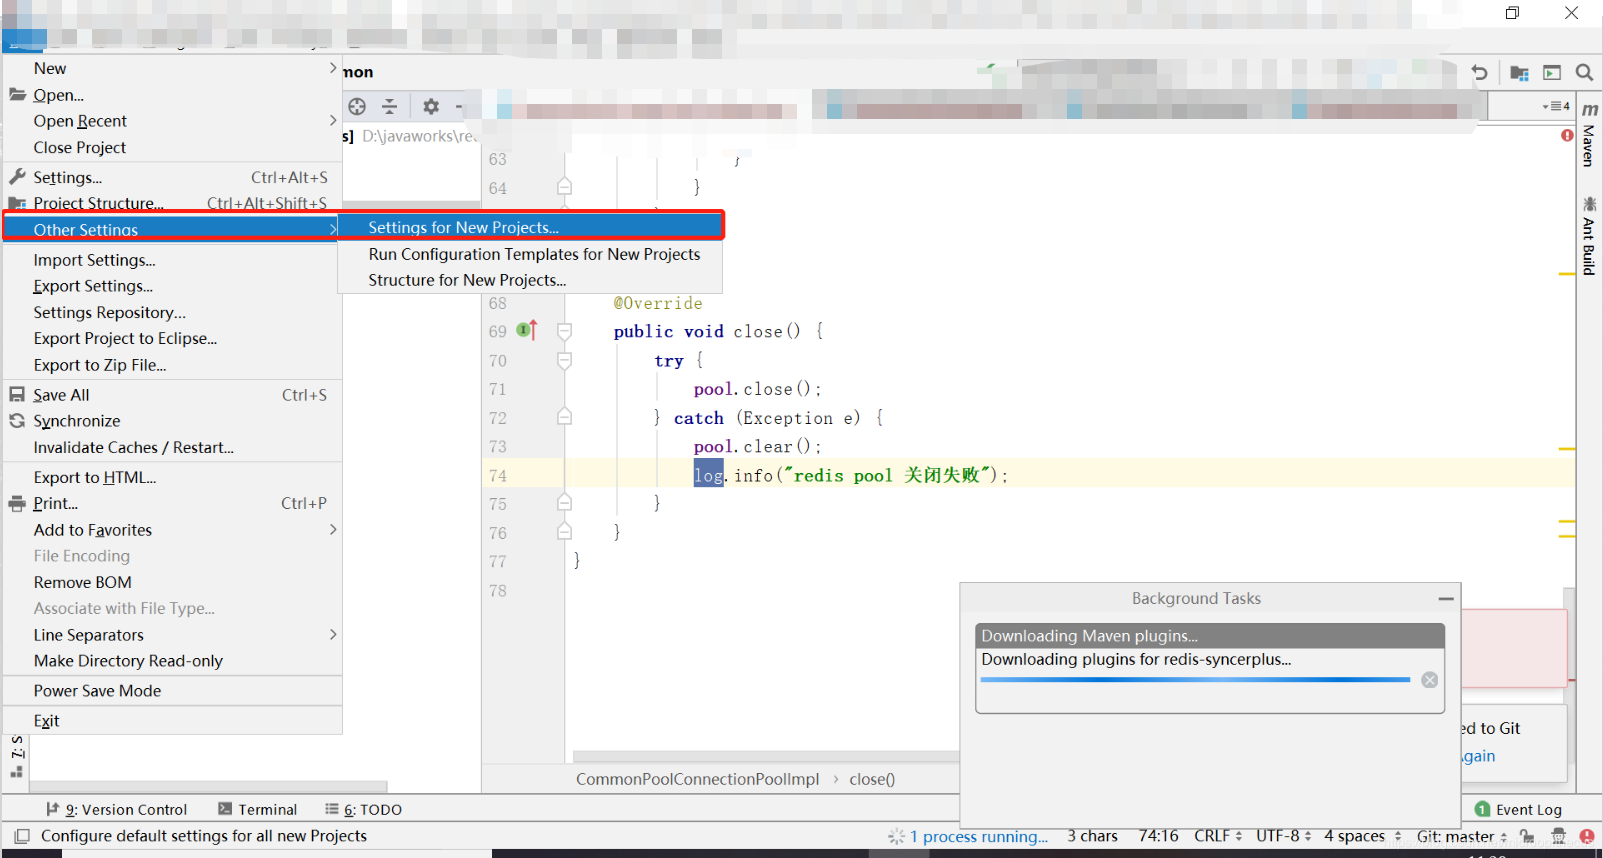 New
mon
Open...
Open Recent
4
Close Project
s] D:\javaworks\re
Settings... Ctrl+Alt+S
Project Structure... Ctrl+Alt+Shift+S
Other Settings
Settings for New Projects...
Run Configuration Templates for New Projects
Structure for New Projects...
Import Settings...
Export Settings...
Settings Repository...
Export Project to Eclipse...
Export to Zip File...
Save All Ctrl+S
Synchronize
Invalidate Caches / Restart...
Export to HTML...
Print... Ctrl+P
Add to Favorites
File Encoding
Remove BOM
Associate with File Type...
Line Separators
Make Directory Read-only
Power Save Mode
Exit
63 }
64 }
68 @Override
69 public void close() {
70 try {
71 pool.close();
72 } catch (Exception e) {
73 pool.clear();
74 log.info("redis pool 关闭失败");
75 }
76 }
77 }
78
m
Maven
Ant Build
Background Tasks
Downloading Maven plugins...
Downloading plugins for redis-syncerplus...
ed to Git
Again
7: S
CommonPoolConnectionPoolImpl › close()
9: Version Control Terminal 6: TODO
1 Event Log
Configure default settings for all new Projects
1 process running... 3 chars 74:16 CRLF UTF-8 4 spaces Git: master